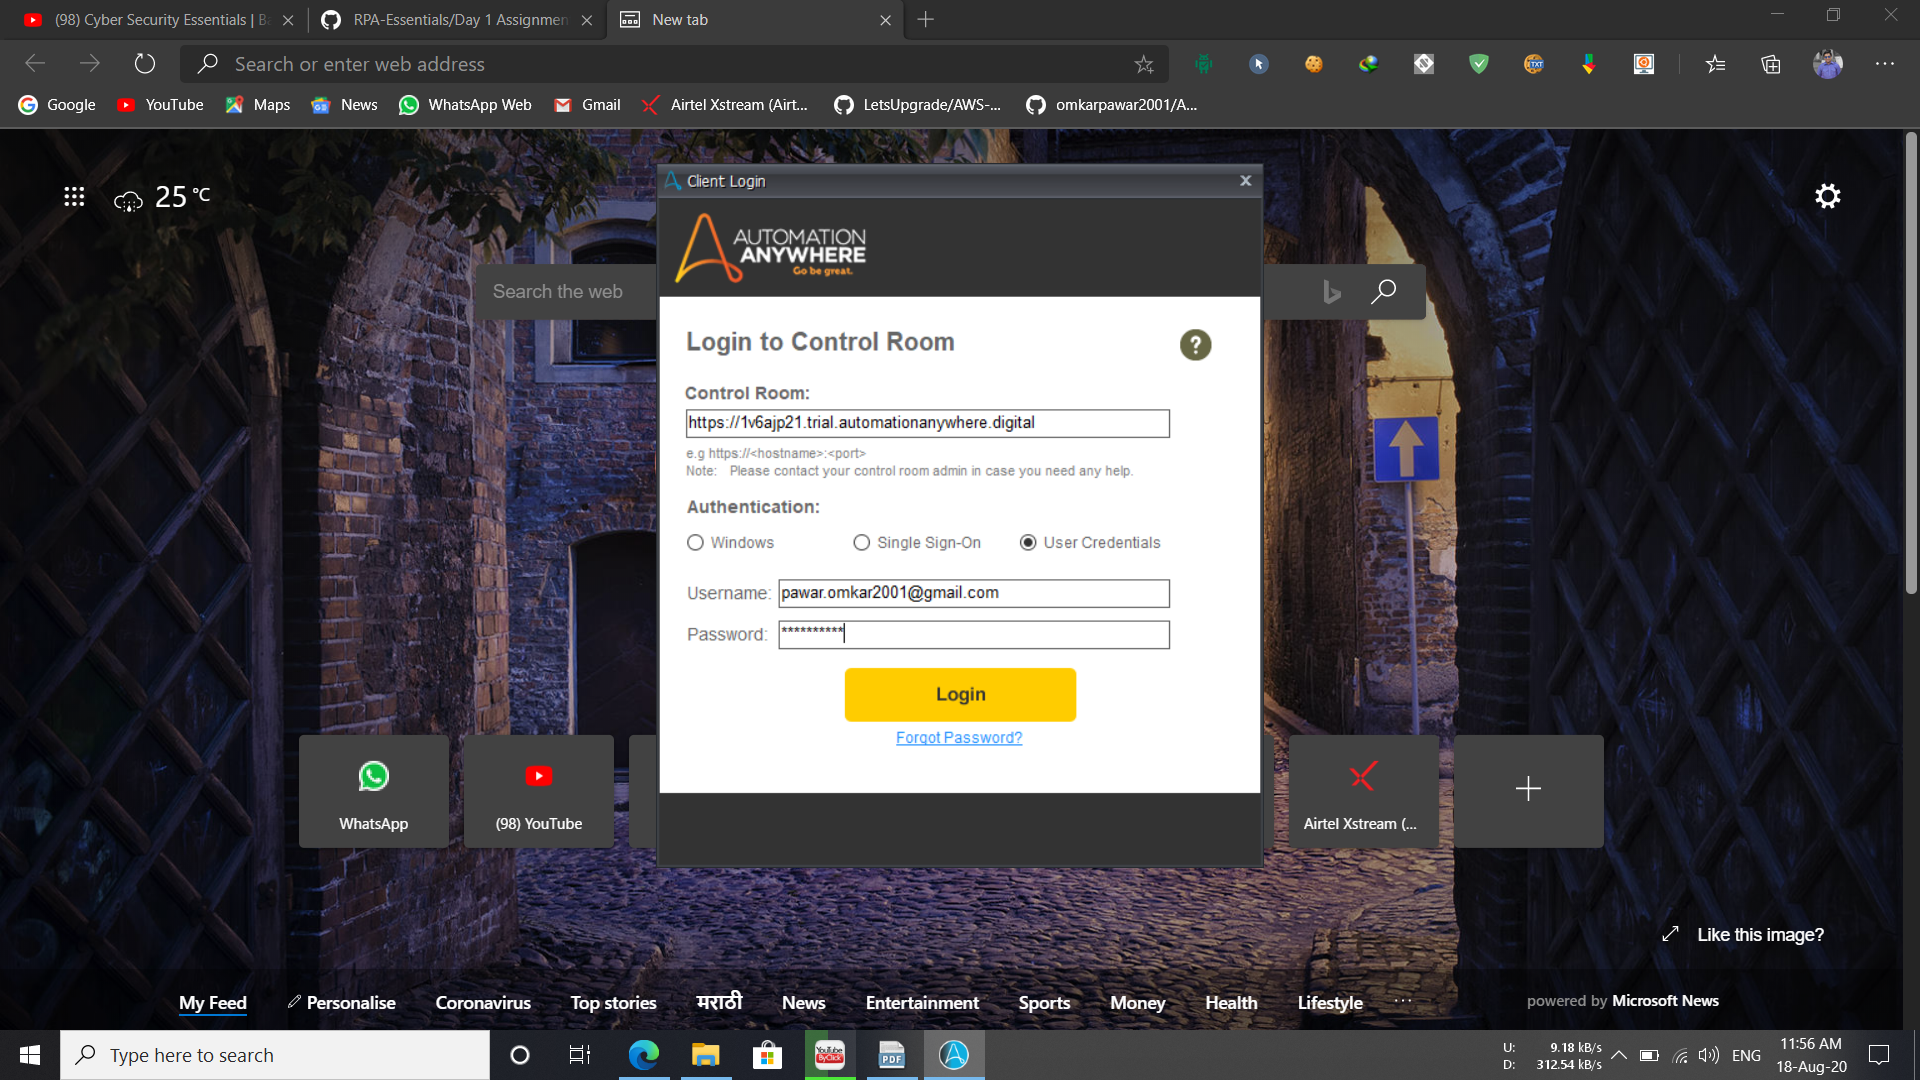 (98) Cyber Security Essentials | Ba
RPA-Essentials/Day 1 Assignmen
New tab
Search or enter web address
TXT
Google
YouTube
Maps
News
WhatsApp Web
Gmail
Airtel Xstream (Airt...
LetsUpgrade/AWS-...
omkarpawar2001/A...
25 °C
Search the web
Client Login
AUTOMATION
ANYWHERE
Go be great.
Login to Control Room
?
Control Room:
https://1v6ajp21.trial.automationanywhere.digital
e.g https://<hostname>:<port>
Note: Please contact your control room admin in case you need any help.
Authentication:
Windows
Single Sign-On
User Credentials
Username: pawar.omkar2001@gmail.com
Password: **********
Login
Forgot Password?
WhatsApp
(98) YouTube
Airtel Xstream (...
Like this image?
My Feed
Personalise
Coronavirus
Top stories
मराठी
News
Entertainment
Sports
Money
Health
Lifestyle
...
powered by Microsoft News
Type here to search
YouTube
ByClick
PDF
U: 9.18 kB/s
D: 312.54 kB/s
ENG
11:56 AM
18-Aug-20